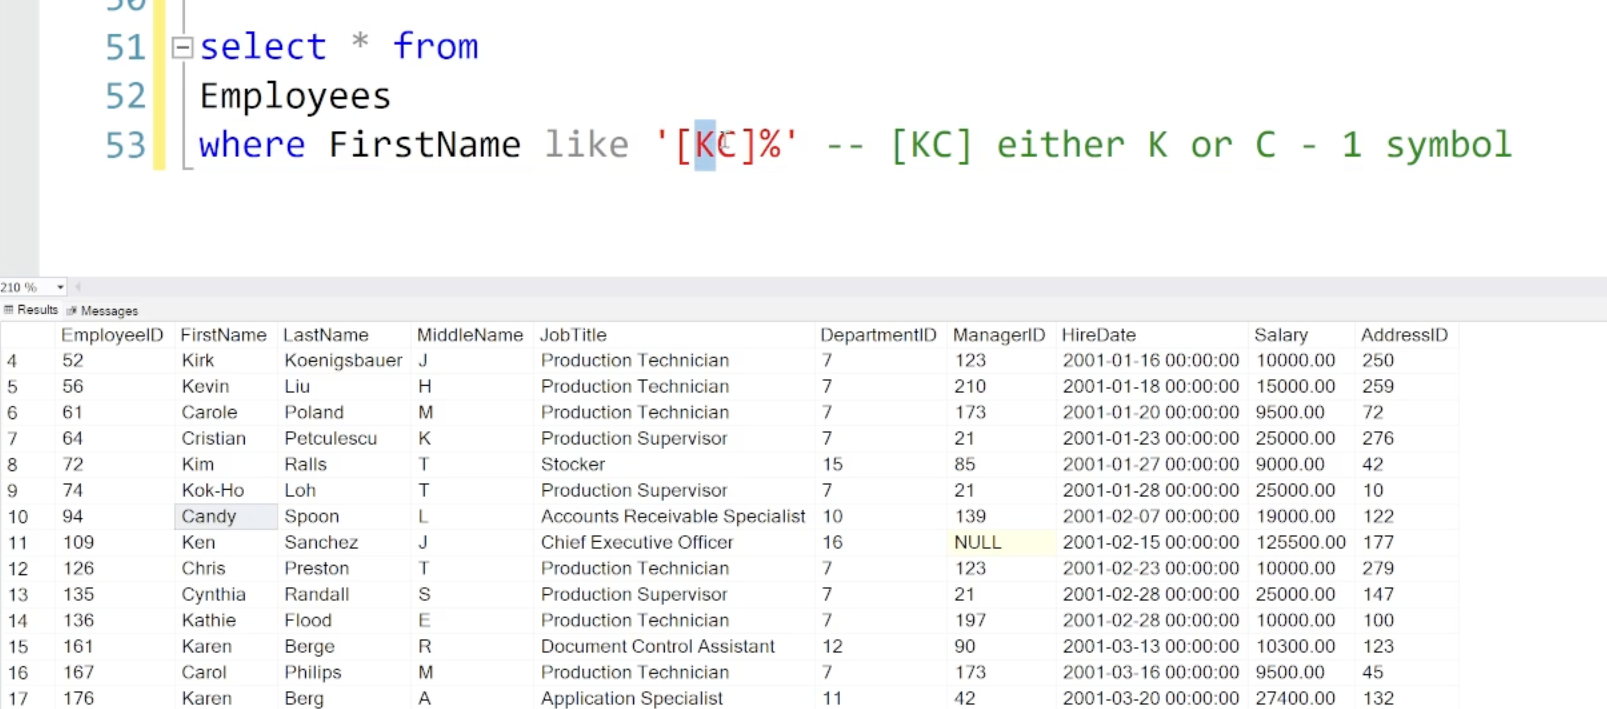 50
51 select * from
52 Employees
53 where FirstName like '[KC]%' -- [KC] either K or C - 1 symbol
210 %
Results Messages
EmployeeID FirstName LastName MiddleName JobTitle DepartmentID ManagerID HireDate Salary AddressID
4 52 Kirk Koenigsbauer J Production Technician 7 123 2001-01-16 00:00:00 10000.00 250
5 56 Kevin Liu H Production Technician 7 210 2001-01-18 00:00:00 15000.00 259
6 61 Carole Poland M Production Technician 7 173 2001-01-20 00:00:00 9500.00 72
7 64 Cristian Petculescu K Production Supervisor 7 21 2001-01-23 00:00:00 25000.00 276
8 72 Kim Ralls T Stocker 15 85 2001-01-27 00:00:00 9000.00 42
9 74 Kok-Ho Loh T Production Supervisor 7 21 2001-01-28 00:00:00 25000.00 10
10 94 Candy Spoon L Accounts Receivable Specialist 10 139 2001-02-07 00:00:00 19000.00 122
11 109 Ken Sanchez J Chief Executive Officer 16 NULL 2001-02-15 00:00:00 125500.00 177
12 126 Chris Preston T Production Technician 7 123 2001-02-23 00:00:00 10000.00 279
13 135 Cynthia Randall S Production Supervisor 7 21 2001-02-28 00:00:00 25000.00 147
14 136 Kathie Flood E Production Technician 7 197 2001-02-28 00:00:00 10000.00 100
15 161 Karen Berge R Document Control Assistant 12 90 2001-03-13 00:00:00 10300.00 123
16 167 Carol Philips M Production Technician 7 173 2001-03-16 00:00:00 9500.00 45
17 176 Karen Berg A Application Specialist 11 42 2001-03-20 00:00:00 27400.00 132